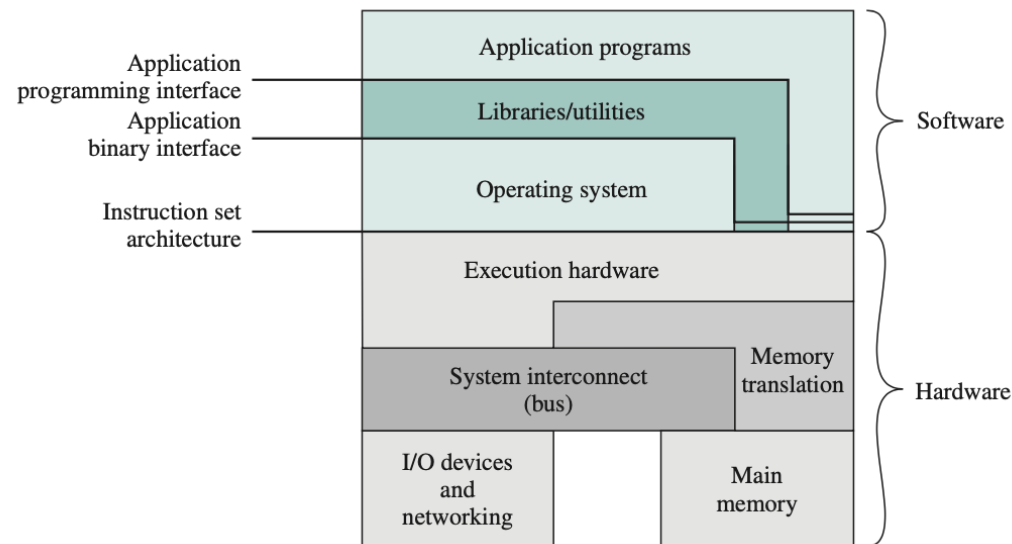 Application programs
Application
programming interface
Libraries/utilities
Application
binary interface
Software
Operating system
Instruction set
architecture
Execution hardware
Memory
translation
System interconnect
(bus)
Hardware
I/O devices
and
networking
Main
memory